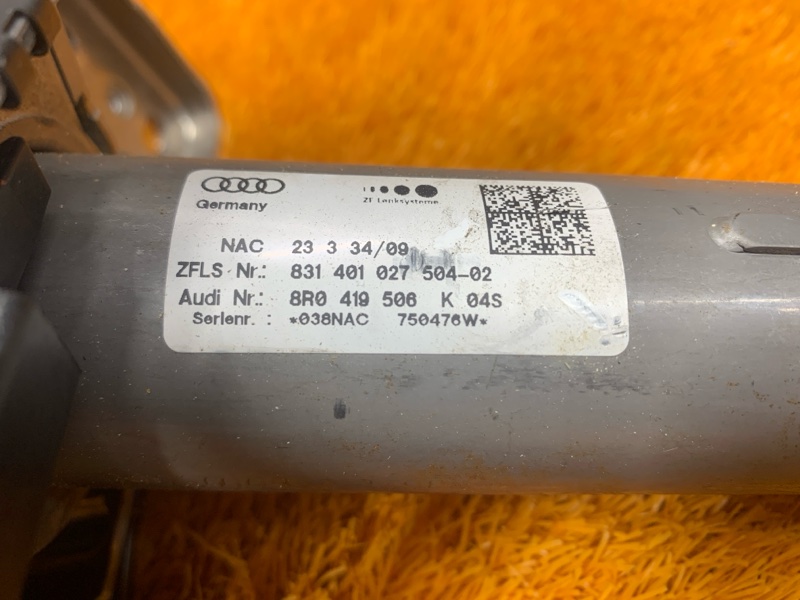 Germany
ZF Lenksysteme
NAC 23 3 34/09
ZFLS Nr.: 831 401 027 504-02
Audi Nr.: 8R0 419 506 K 04S
Serlenr. : *038NAC 750476W*